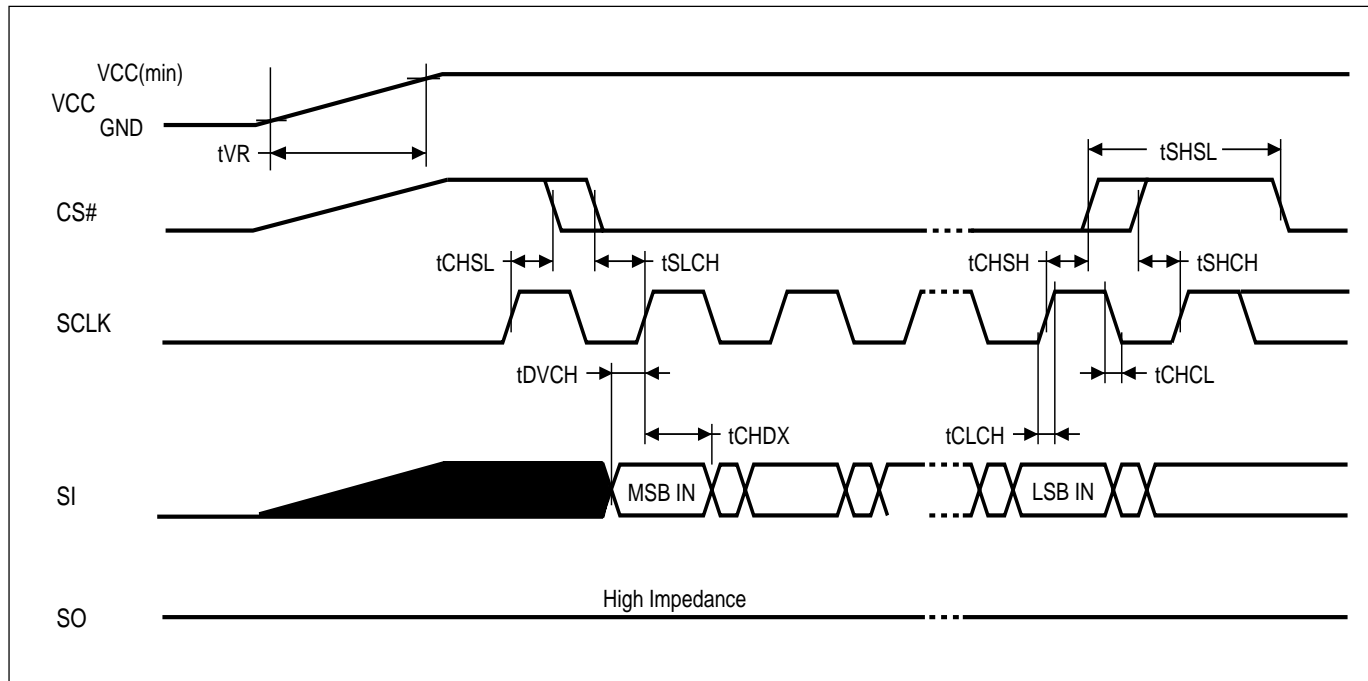 VCC(min)
VCC
GND
tVR
tSHSL
CS#
tCHSL
tSLCH
tCHSH
tSHCH
SCLK
tDVCH
tCHCL
tCHDX
tCLCH
SI
MSB IN
LSB IN
High Impedance
SO